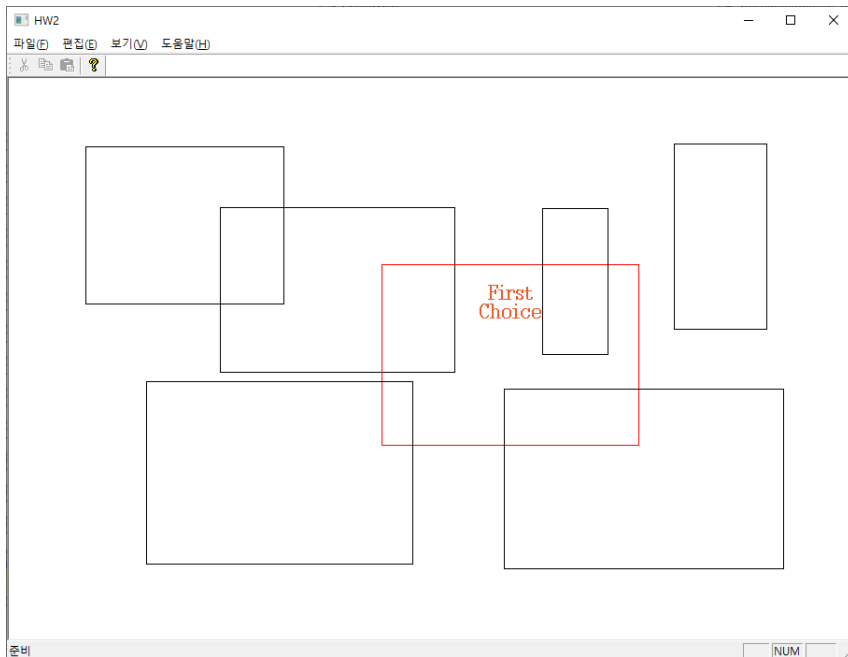 HW2
파일(F) 편집(E) 보기(V) 도움말(H)
First
Choice
준비
NUM